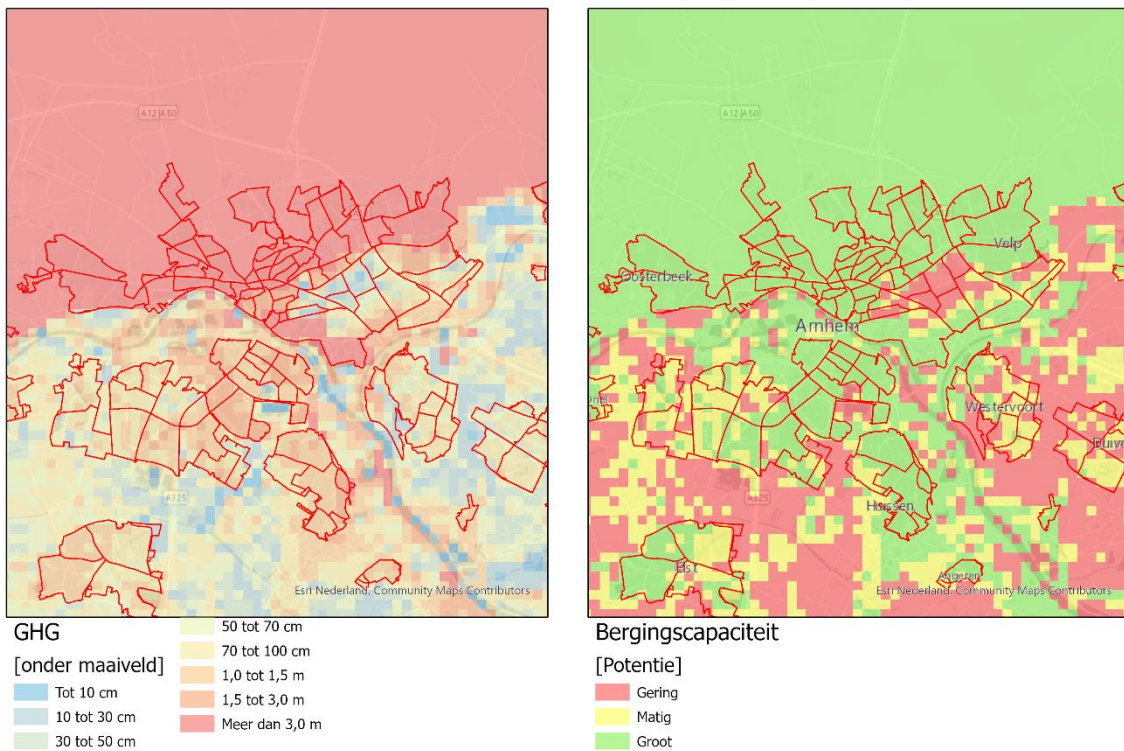 A12|A50
A325
Esri Nederland, Community Maps Contributors
GHG
[onder maaiveld]
Tot 10 cm
10 tot 30 cm
30 tot 50 cm
50 tot 70 cm
70 tot 100 cm
1,0 tot 1,5 m
1,5 tot 3,0 m
Meer dan 3,0 m
A12|A50
Velp
Oosterbeek
Arnhem
Driel
Westervoort
Duive
A325
Huissen
Elst
Angeren
Esri Nederland, Community Maps Contributors
Bergingscapaciteit
[Potentie]
Gering
Matig
Groot